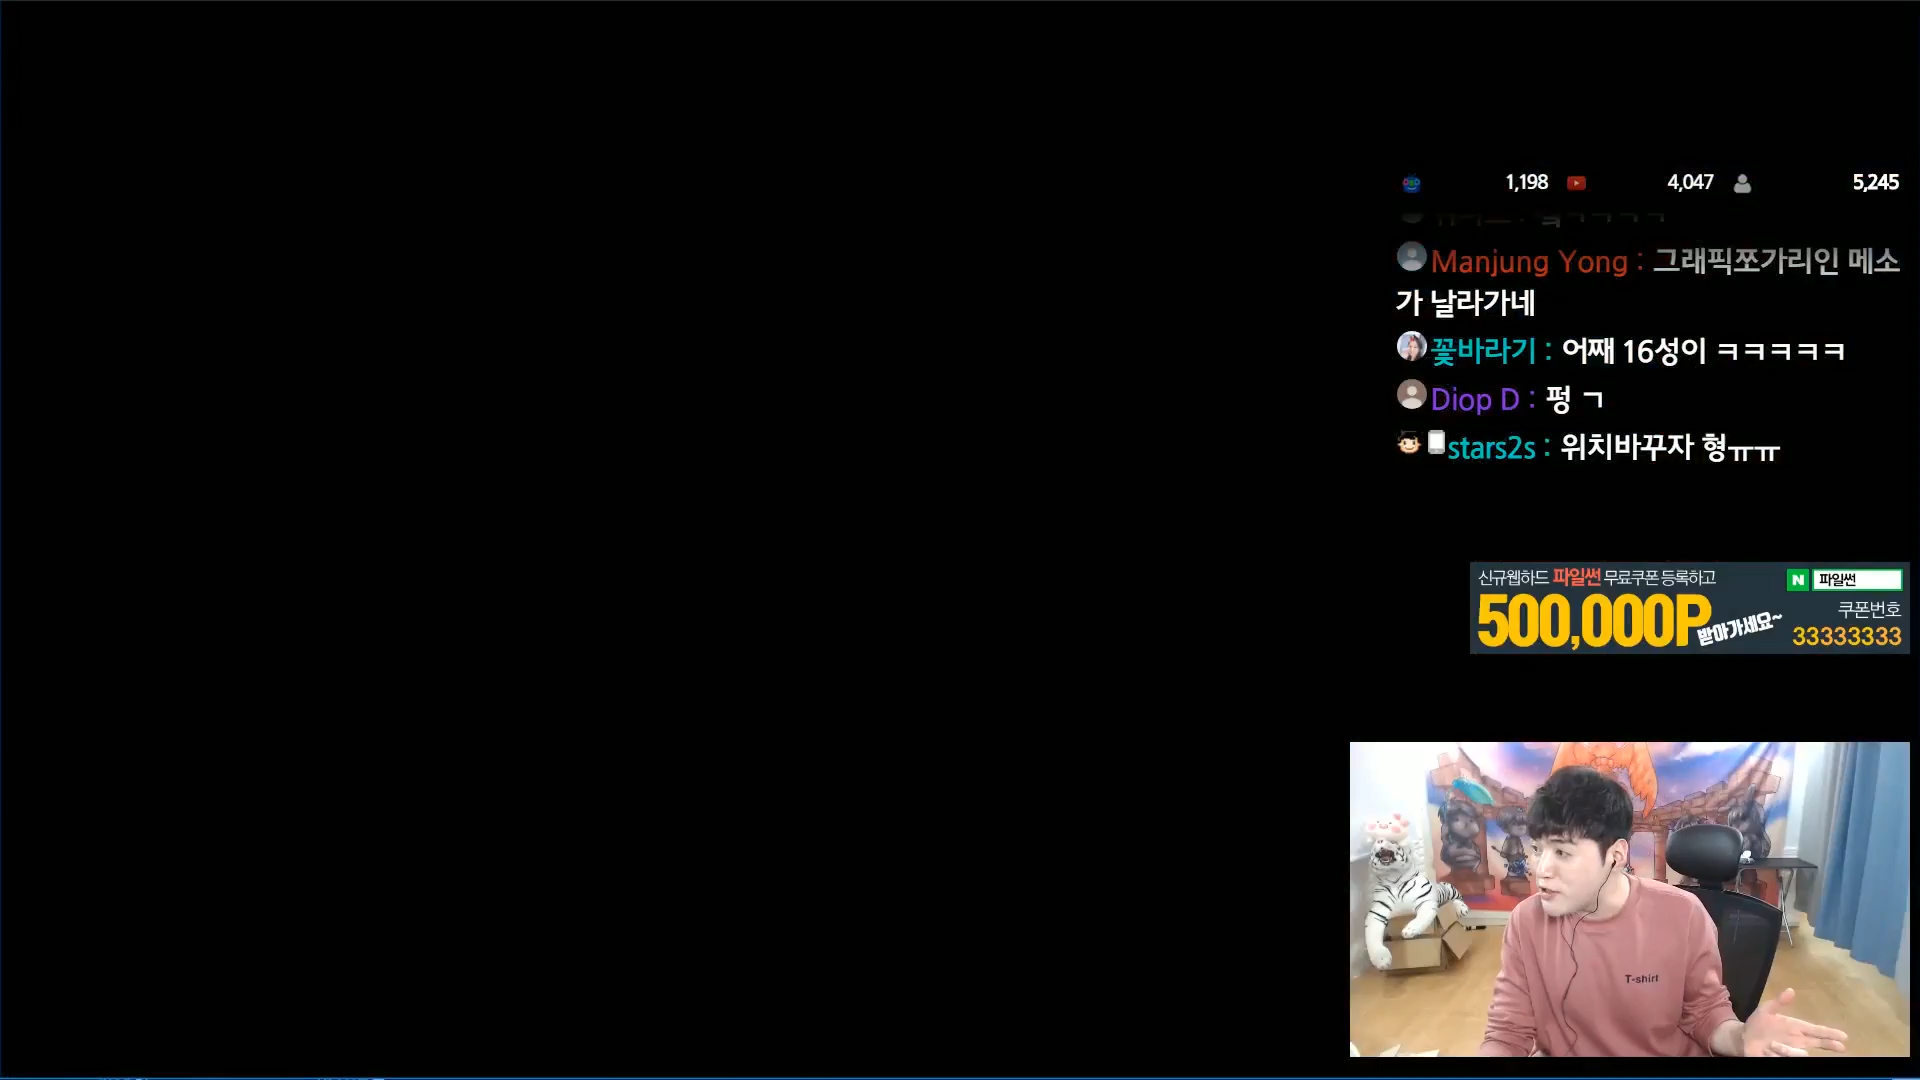 1,198 4,047 5,245
Manjung Yong : 그래픽쪼가리인 메소
가 날라가네
꽃바라기 : 어째 16성이 ㅋㅋㅋㅋㅋ
Diop D : 펑 ㄱ
stars2s : 위치바꾸자 형ㅠㅠ
신규웹하드 파일썬 무료쿠폰 등록하고
500,000P 받아가세요~
N 파일썬
쿠폰번호
33333333
T-shirt